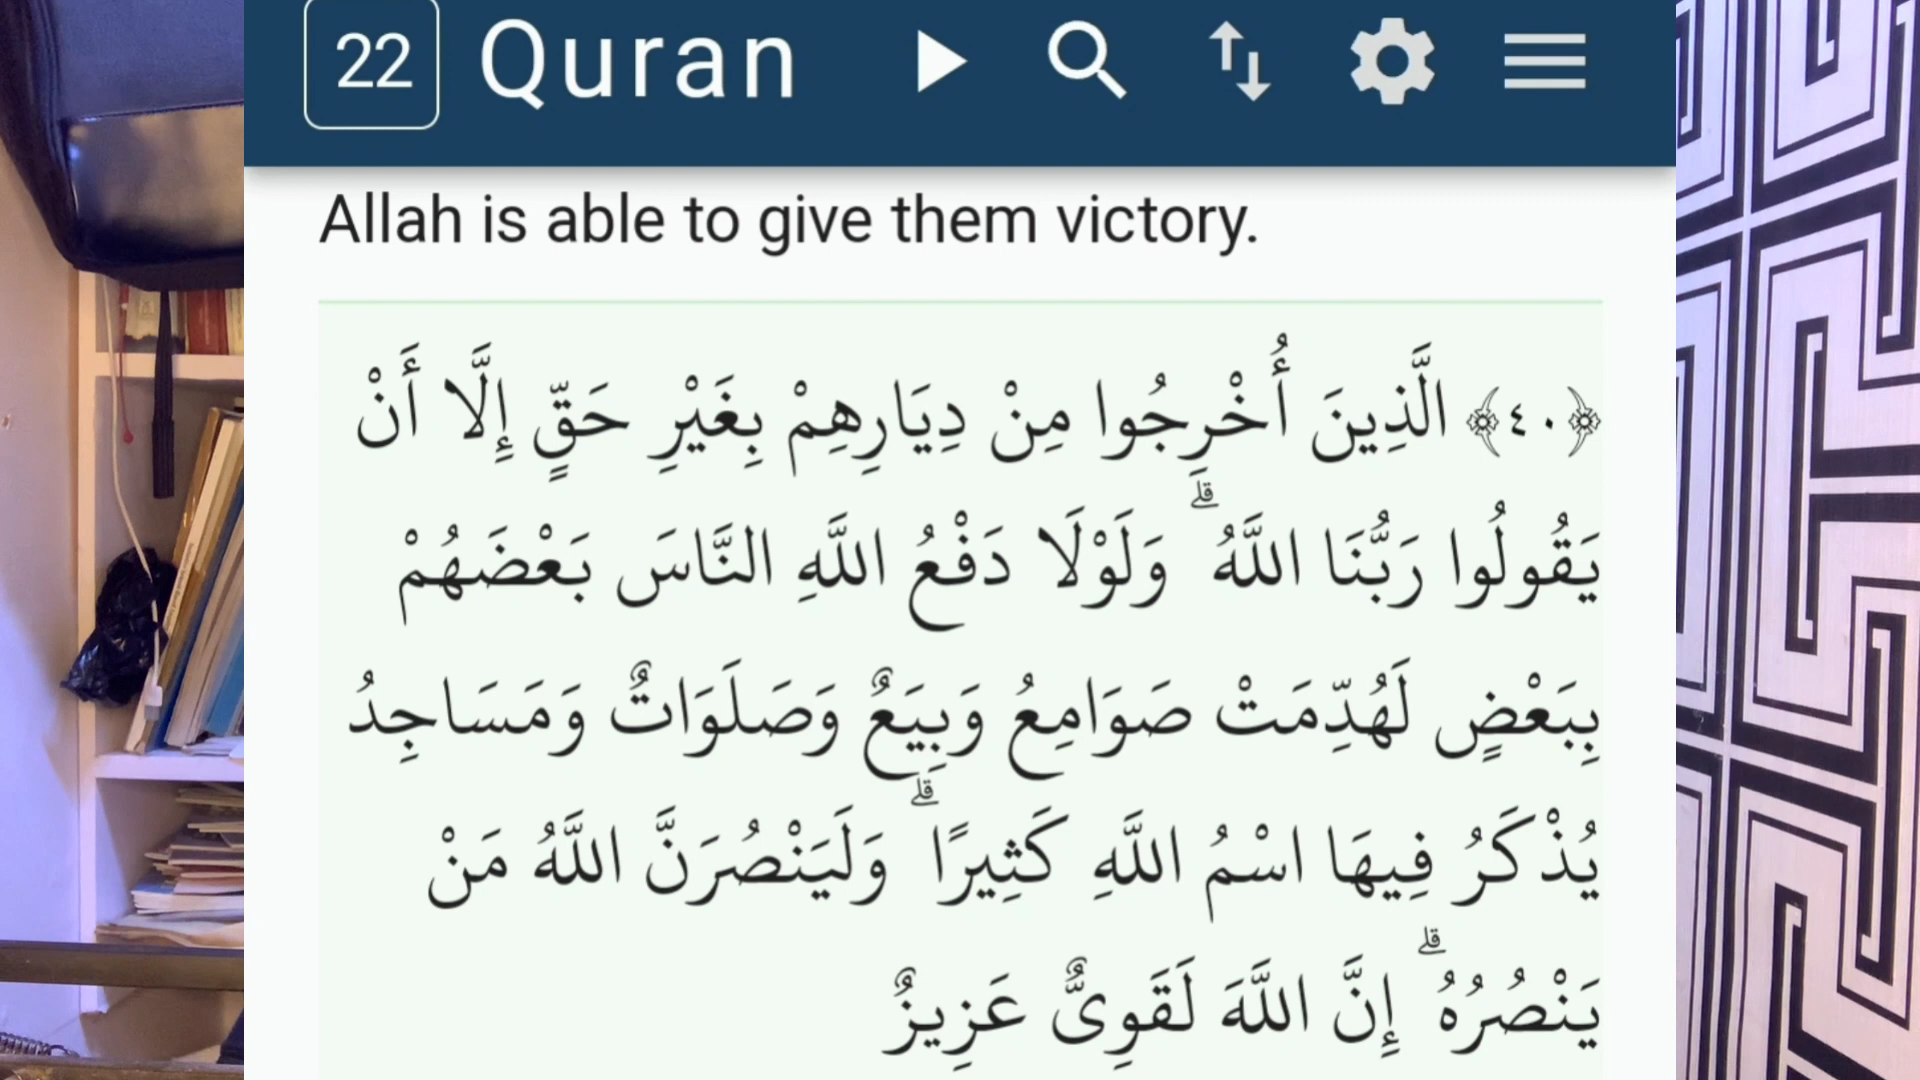 22 Quran
Allah is able to give them victory.
﴿٤٠﴾ الَّذِينَ أُخْرِجُوا مِنْ دِيَارِهِمْ بِغَيْرِ حَقٍّ إِلَّا أَنْ
يَقُولُوا رَبُّنَا اللَّهُ ۗ وَلَوْلَا دَفْعُ اللَّهِ النَّاسَ بَعْضَهُمْ
بِبَعْضٍ لَهُدِّمَتْ صَوَامِعُ وَبِيَعٌ وَصَلَوَاتٌ وَمَسَاجِدُ
يُذْكَرُ فِيهَا اسْمُ اللَّهِ كَثِيرًا ۗ وَلَيَنْصُرَنَّ اللَّهُ مَنْ
يَنْصُرُهُ ۗ إِنَّ اللَّهَ لَقَوِىٌّ عَزِيزٌ